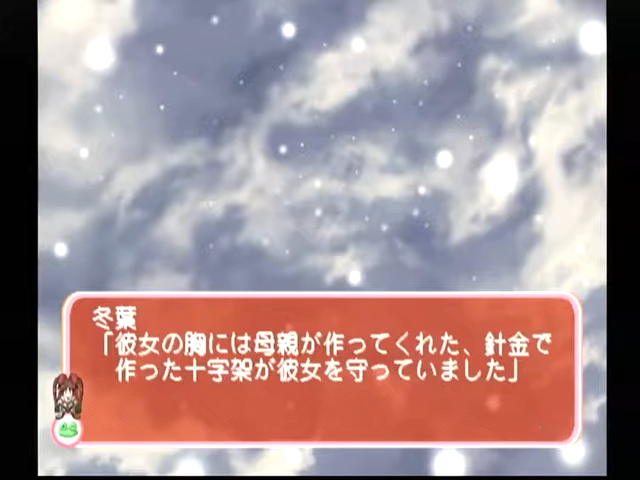 冬葉
「彼女の胸には母親が作ってくれた、針金で
作った十字架が彼女を守っていました」